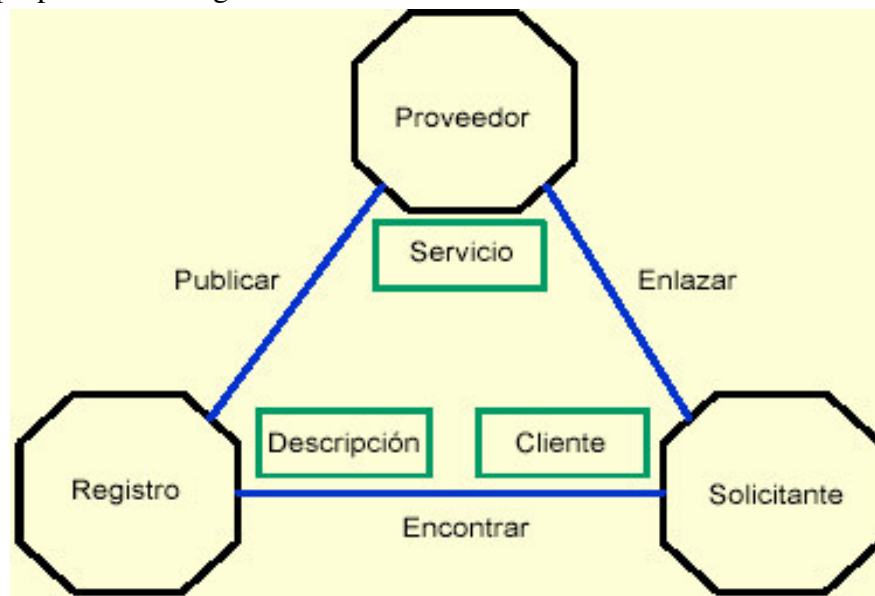 Proveedor
Servicio
Publicar
Enlazar
Descripción
Cliente
Registro
Solicitante
Encontrar